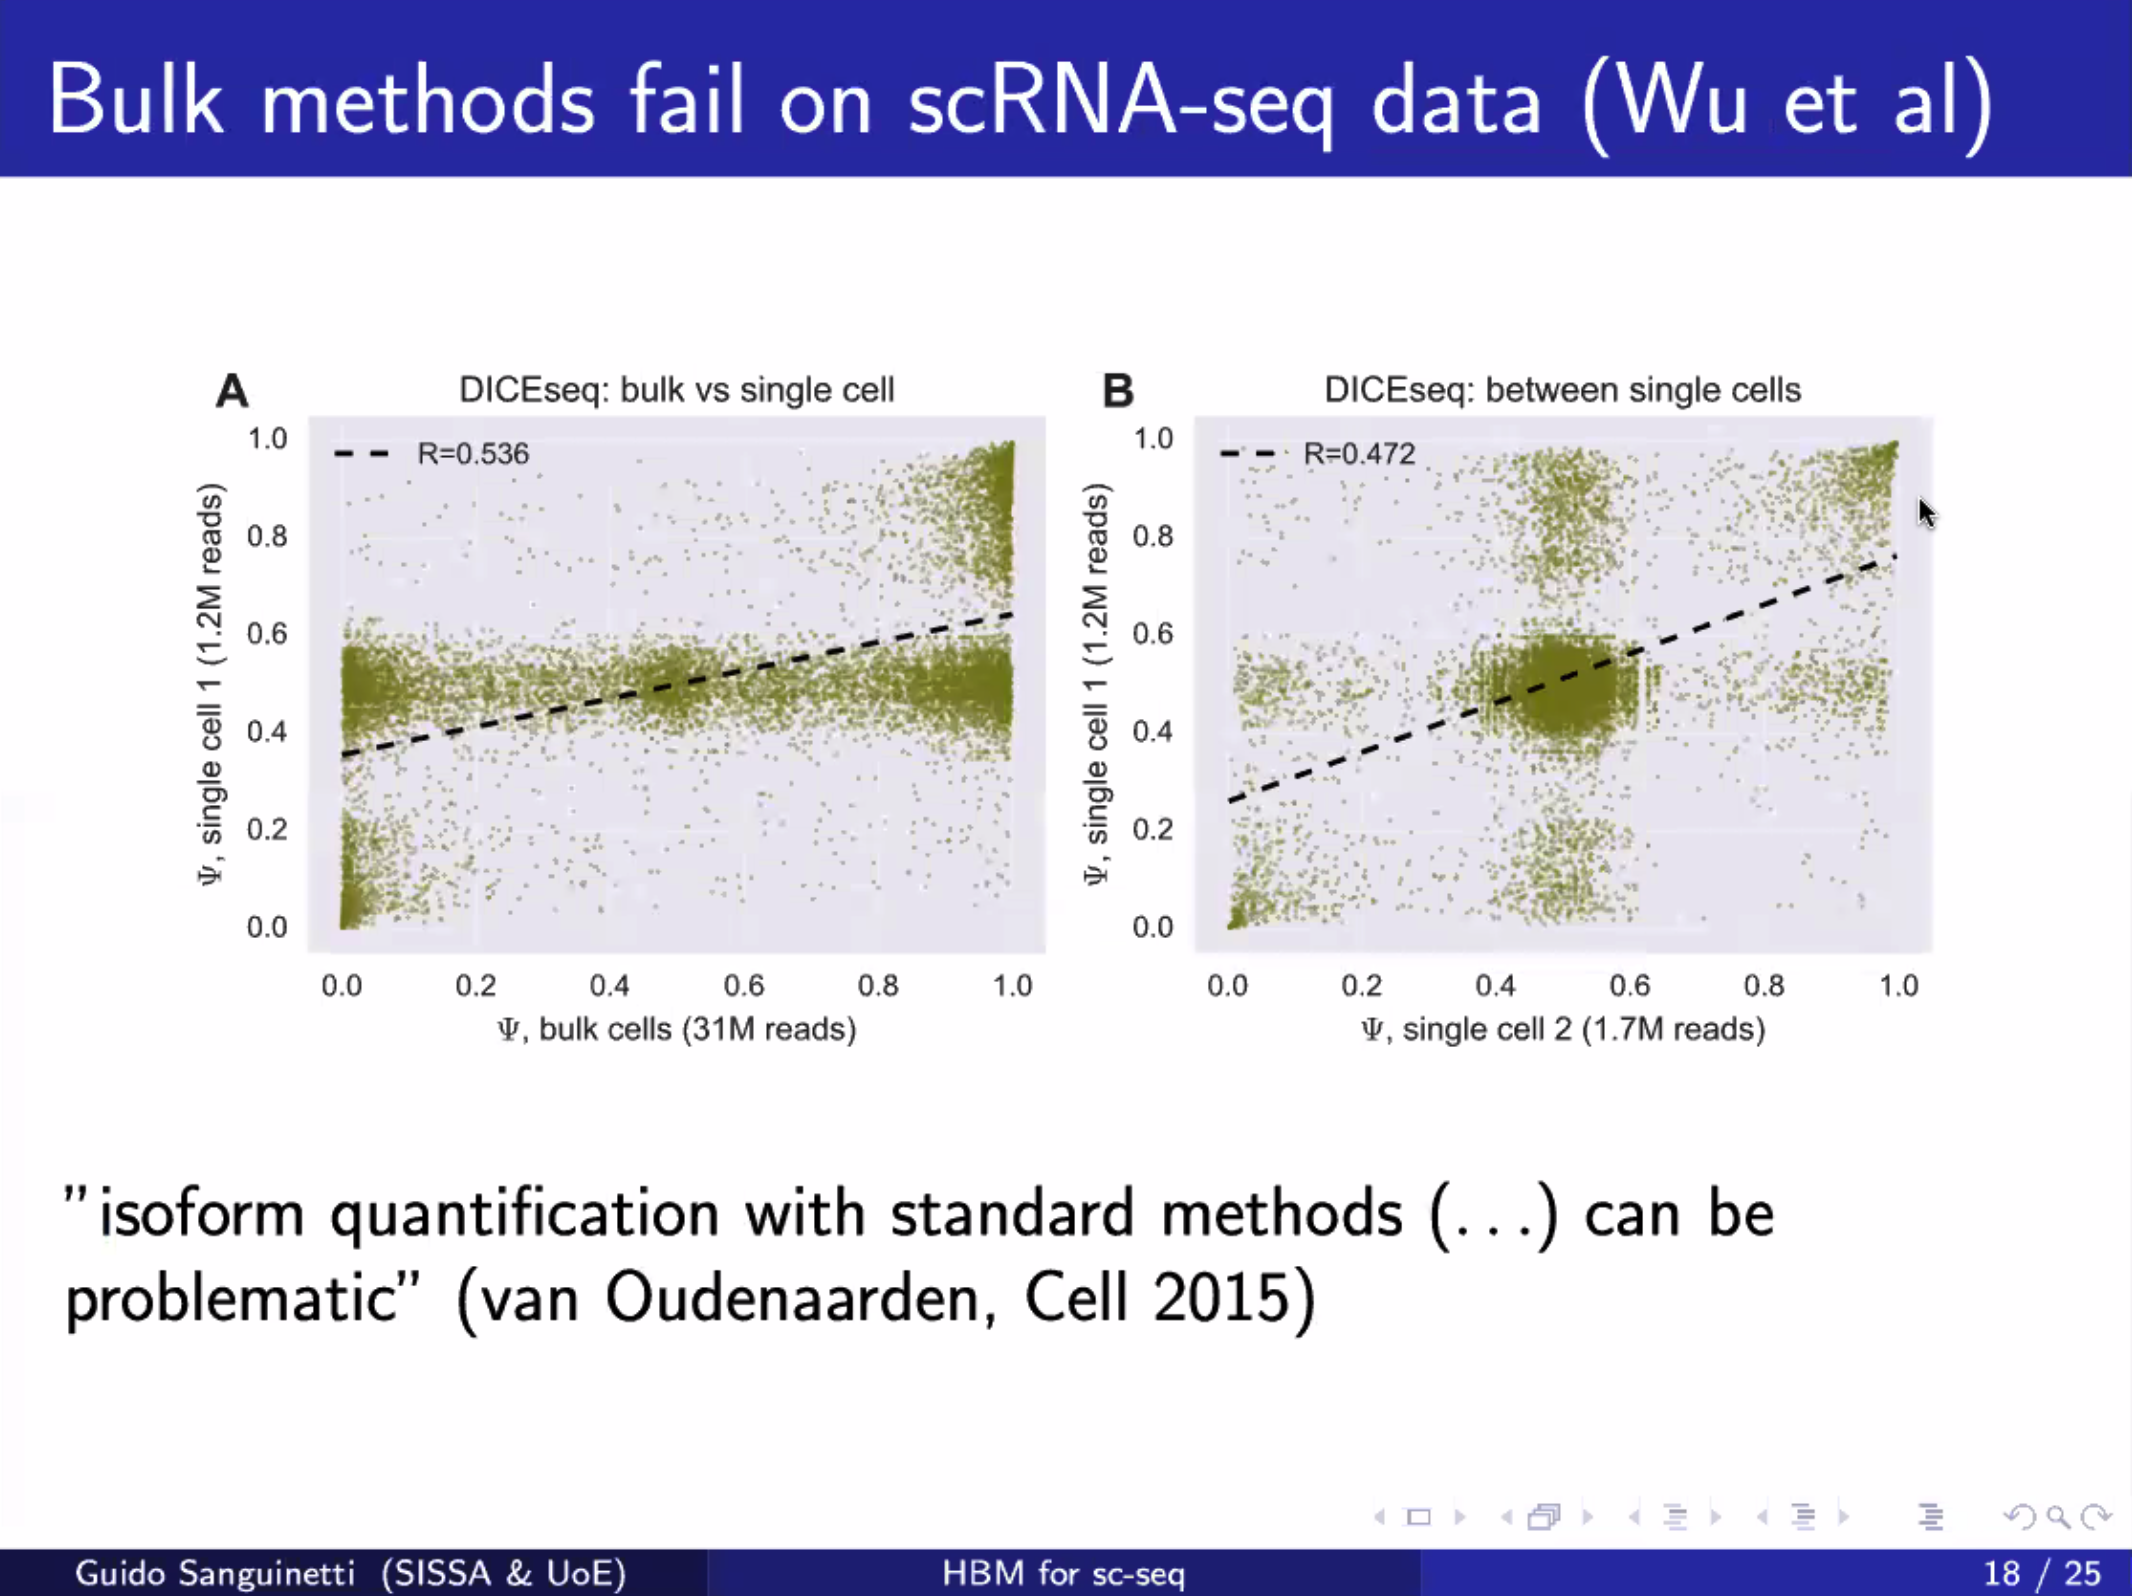 Bulk methods fail on scRNA-seq data (Wu et al)
A
DICEseq: bulk vs single cell
R=0.536
1.0
0.8
0.6
0.4
0.2
0.0
Ψ, single cell 1 (1.2M reads)
0.0 0.2 0.4 0.6 0.8 1.0
Ψ, bulk cells (31M reads)
B
DICEseq: between single cells
R=0.472
1.0
0.8
0.6
0.4
0.2
0.0
Ψ, single cell 1 (1.2M reads)
0.0 0.2 0.4 0.6 0.8 1.0
Ψ, single cell 2 (1.7M reads)
"isoform quantification with standard methods (...) can be
problematic" (van Oudenaarden, Cell 2015)
Guido Sanguinetti (SISSA & UoE)
HBM for sc-seq
18 / 25